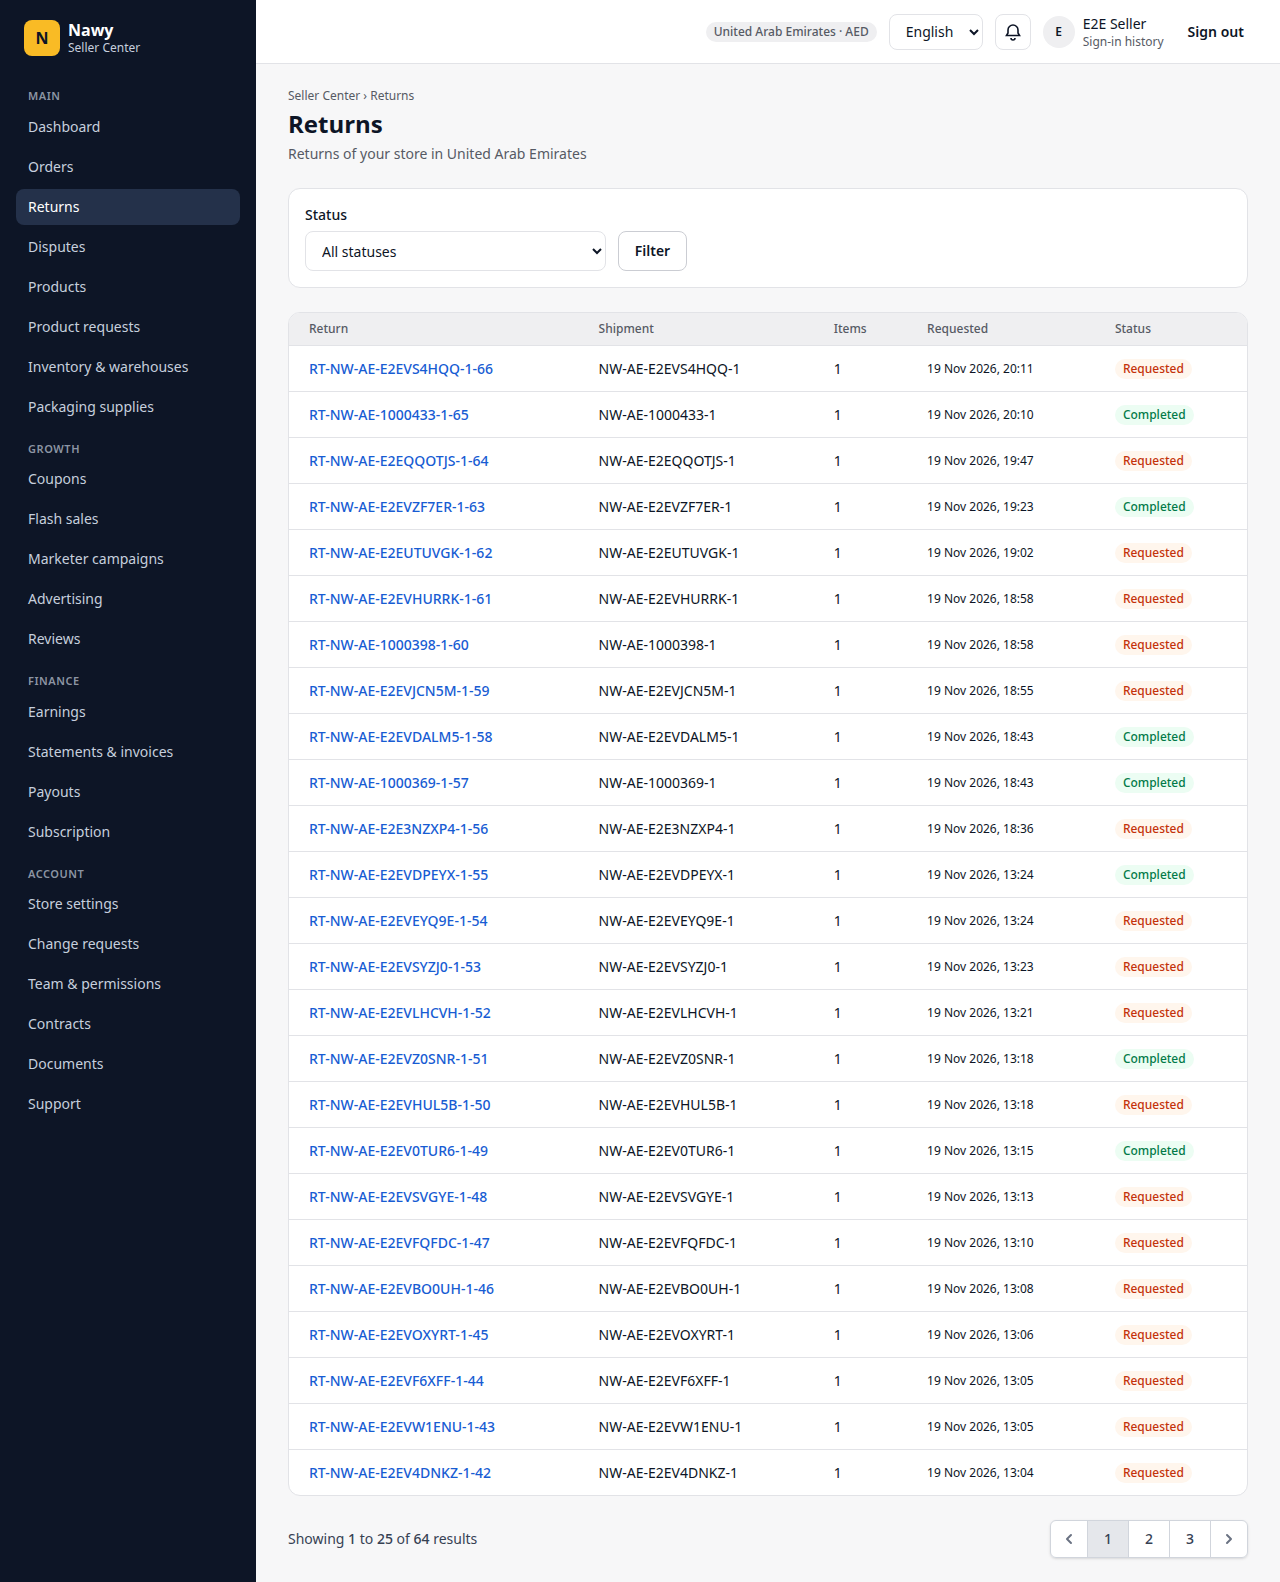 N
Nawy
Seller Center
MAIN
Dashboard
Orders
Returns
Disputes
Products
Product requests
Inventory & warehouses
Packaging supplies
GROWTH
Coupons
Flash sales
Marketer campaigns
Advertising
Reviews
FINANCE
Earnings
Statements & invoices
Payouts
Subscription
ACCOUNT
Store settings
Change requests
Team & permissions
Contracts
Documents
Support
United Arab Emirates · AED
English
E
E2E Seller
Sign-in history
Sign out
Seller Center › Returns
Returns
Returns of your store in United Arab Emirates
Status
All statuses
Filter
Return Shipment Items Requested Status
RT-NW-AE-E2EVS4HQQ-1-66 NW-AE-E2EVS4HQQ-1 1 19 Nov 2026, 20:11 Requested
RT-NW-AE-1000433-1-65 NW-AE-1000433-1 1 19 Nov 2026, 20:10 Completed
RT-NW-AE-E2EQQOTJS-1-64 NW-AE-E2EQQOTJS-1 1 19 Nov 2026, 19:47 Requested
RT-NW-AE-E2EVZF7ER-1-63 NW-AE-E2EVZF7ER-1 1 19 Nov 2026, 19:23 Completed
RT-NW-AE-E2EUTUVGK-1-62 NW-AE-E2EUTUVGK-1 1 19 Nov 2026, 19:02 Requested
RT-NW-AE-E2EVHURRK-1-61 NW-AE-E2EVHURRK-1 1 19 Nov 2026, 18:58 Requested
RT-NW-AE-1000398-1-60 NW-AE-1000398-1 1 19 Nov 2026, 18:58 Requested
RT-NW-AE-E2EVJCN5M-1-59 NW-AE-E2EVJCN5M-1 1 19 Nov 2026, 18:55 Requested
RT-NW-AE-E2EVDALM5-1-58 NW-AE-E2EVDALM5-1 1 19 Nov 2026, 18:43 Completed
RT-NW-AE-1000369-1-57 NW-AE-1000369-1 1 19 Nov 2026, 18:43 Completed
RT-NW-AE-E2E3NZXP4-1-56 NW-AE-E2E3NZXP4-1 1 19 Nov 2026, 18:36 Requested
RT-NW-AE-E2EVDPEYX-1-55 NW-AE-E2EVDPEYX-1 1 19 Nov 2026, 13:24 Completed
RT-NW-AE-E2EVEYQ9E-1-54 NW-AE-E2EVEYQ9E-1 1 19 Nov 2026, 13:24 Requested
RT-NW-AE-E2EVSYZJ0-1-53 NW-AE-E2EVSYZJ0-1 1 19 Nov 2026, 13:23 Requested
RT-NW-AE-E2EVLHCVH-1-52 NW-AE-E2EVLHCVH-1 1 19 Nov 2026, 13:21 Requested
RT-NW-AE-E2EVZ0SNR-1-51 NW-AE-E2EVZ0SNR-1 1 19 Nov 2026, 13:18 Completed
RT-NW-AE-E2EVHUL5B-1-50 NW-AE-E2EVHUL5B-1 1 19 Nov 2026, 13:18 Requested
RT-NW-AE-E2EV0TUR6-1-49 NW-AE-E2EV0TUR6-1 1 19 Nov 2026, 13:15 Completed
RT-NW-AE-E2EVSVGYE-1-48 NW-AE-E2EVSVGYE-1 1 19 Nov 2026, 13:13 Requested
RT-NW-AE-E2EVFQFDC-1-47 NW-AE-E2EVFQFDC-1 1 19 Nov 2026, 13:10 Requested
RT-NW-AE-E2EVBO0UH-1-46 NW-AE-E2EVBO0UH-1 1 19 Nov 2026, 13:08 Requested
RT-NW-AE-E2EVOXYRT-1-45 NW-AE-E2EVOXYRT-1 1 19 Nov 2026, 13:06 Requested
RT-NW-AE-E2EVF6XFF-1-44 NW-AE-E2EVF6XFF-1 1 19 Nov 2026, 13:05 Requested
RT-NW-AE-E2EVW1ENU-1-43 NW-AE-E2EVW1ENU-1 1 19 Nov 2026, 13:05 Requested
RT-NW-AE-E2EV4DNKZ-1-42 NW-AE-E2EV4DNKZ-1 1 19 Nov 2026, 13:04 Requested
Showing 1 to 25 of 64 results
1 2 3